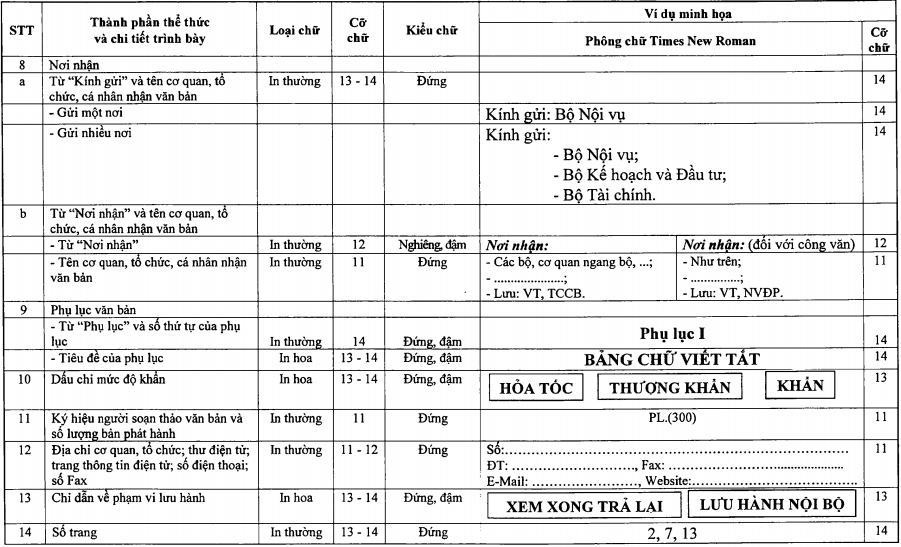 STT Thành phần thể thức và chi tiết trình bày Loại chữ Cỡ chữ Kiểu chữ Ví dụ minh họa
Phông chữ Times New Roman Cỡ chữ
8 Nơi nhận
a Từ “Kính gửi” và tên cơ quan, tổ In thường 13 - 14 Đứng 14
chức, cá nhân nhận văn bản
- Gửi một nơi Kính gửi: Bộ Nội vụ 14
- Gửi nhiều nơi Kính gửi: 14
- Bộ Nội vụ;
- Bộ Kế hoạch và Đầu tư;
- Bộ Tài chính.
b Từ “Nơi nhận” và tên cơ quan, tổ
chức, cá nhân nhận văn bản
- Từ “Nơi nhận” In thường 12 Nghiêng, đậm Nơi nhận: Nơi nhận: (đối với công văn) 12
- Tên cơ quan, tổ chức, cá nhân nhận In thường 11 Đứng - Các bộ, cơ quan ngang bộ, ...; - Như trên; 11
văn bản - ......................; - ...............;
- Lưu: VT, TCCB. - Lưu: VT, NVĐP.
9 Phụ lục văn bản
- Từ “Phụ lục” và số thứ tự của phụ Phụ lục I
lục In thường 14 Đứng, đậm 14
- Tiêu đề của phụ lục In hoa 13 - 14 Đứng, đậm BẢNG CHỮ VIẾT TẮT 14
10 Dấu chỉ mức độ khẩn In hoa 13 - 14 Đứng, đậm HỎA TỐC THƯỢNG KHẨN KHẨN 13
11 Ký hiệu người soạn thảo văn bản và In thường 11 Đứng PL.(300) 11
số lượng bản phát hành
12 Địa chỉ cơ quan, tổ chức; thư điện tử; In thường 11 - 12 Đứng Số:.................................................... 11
trang thông tin điện tử; số điện thoại; ĐT: ........................, Fax: ..............................
số Fax E-Mail: ......................, Website:..............................
13 Chỉ dẫn về phạm vi lưu hành In hoa 13 - 14 Đứng, đậm XEM XONG TRẢ LẠI LƯU HÀNH NỘI BỘ 13
14 Số trang In thường 13 - 14 Đứng 2, 7, 13 14